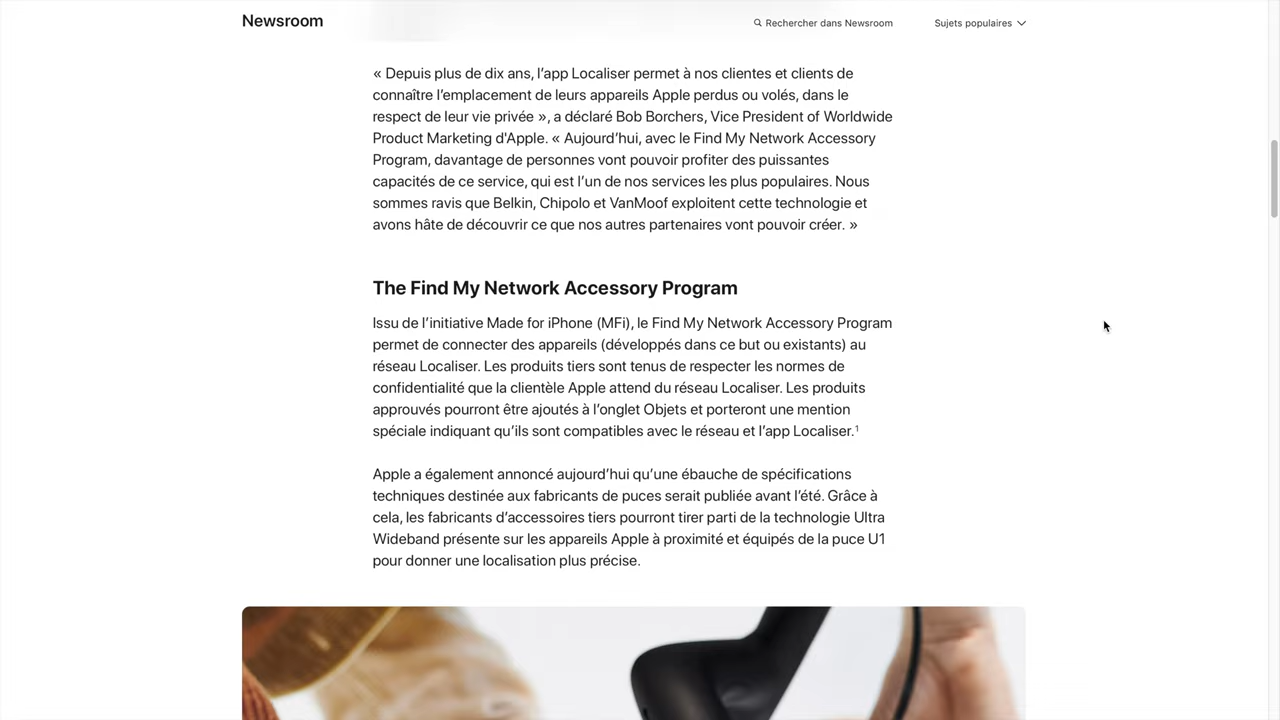 Newsroom
Rechercher dans Newsroom
Sujets populaires
« Depuis plus de dix ans, l’app Localiser permet à nos clientes et clients de
connaître l’emplacement de leurs appareils Apple perdus ou volés, dans le
respect de leur vie privée », a déclaré Bob Borchers, Vice President of Worldwide
Product Marketing d'Apple. « Aujourd’hui, avec le Find My Network Accessory
Program, davantage de personnes vont pouvoir profiter des puissantes
capacités de ce service, qui est l’un de nos services les plus populaires. Nous
sommes ravis que Belkin, Chipolo et VanMoof exploitent cette technologie et
avons hâte de découvrir ce que nos autres partenaires vont pouvoir créer. »
The Find My Network Accessory Program
Issu de l’initiative Made for iPhone (MFi), le Find My Network Accessory Program
permet de connecter des appareils (développés dans ce but ou existants) au
réseau Localiser. Les produits tiers sont tenus de respecter les normes de
confidentialité que la clientèle Apple attend du réseau Localiser. Les produits
approuvés pourront être ajoutés à l’onglet Objets et porteront une mention
spéciale indiquant qu’ils sont compatibles avec le réseau et l’app Localiser.¹
Apple a également annoncé aujourd’hui qu’une ébauche de spécifications
techniques destinée aux fabricants de puces serait publiée avant l’été. Grâce à
cela, les fabricants d’accessoires tiers pourront tirer parti de la technologie Ultra
Wideband présente sur les appareils Apple à proximité et équipés de la puce U1
pour donner une localisation plus précise.